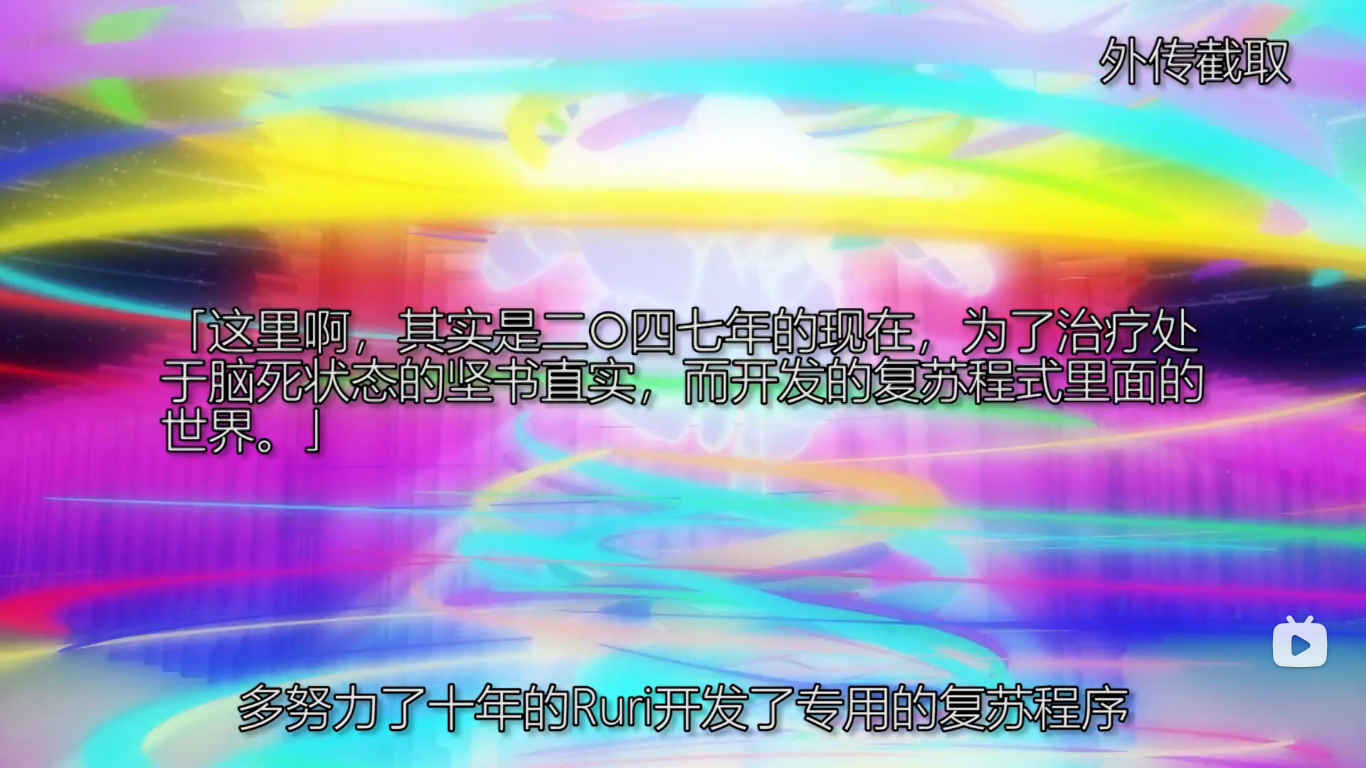 外传截取
「这里啊，其实是二〇四七年的现在，为了治疗处
于脑死状态的坚书直实，而开发的复苏程式里面的
世界。」
多努力了十年的Ruri开发了专用的复苏程序